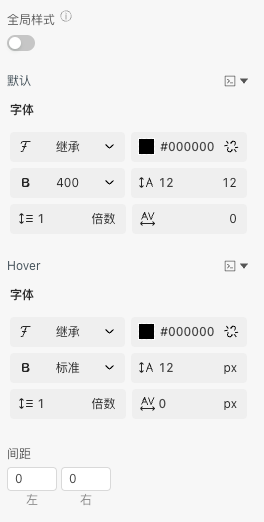 全局样式
默认
字体
继承 #000000
B 400 A 12 12
1 倍数 AV 0
Hover
字体
继承 #000000
B 标准 A 12 px
1 倍数 AV 0 px
间距
0 0
左 右